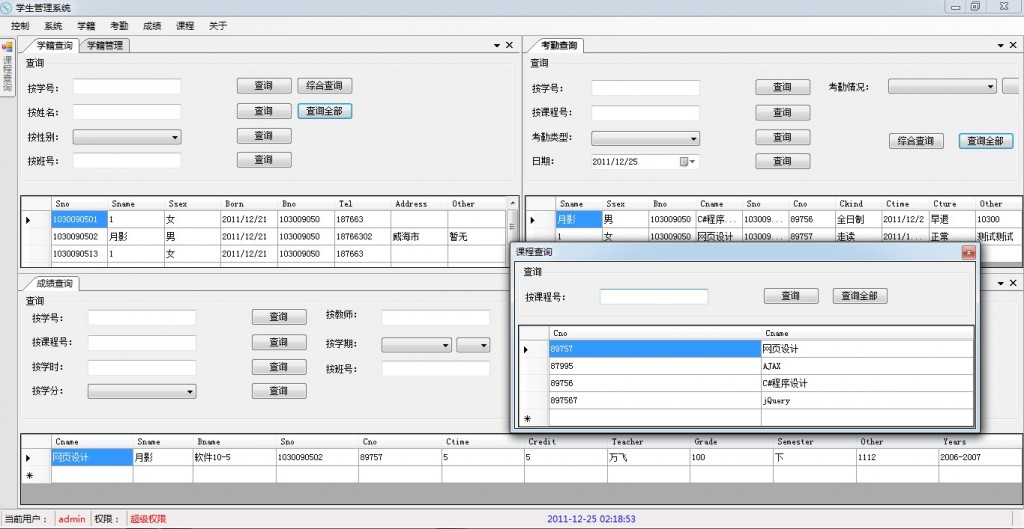 学生管理系统
控制 系统 学籍 考勤 成绩 课程 关于
课程查询
学籍查询 学籍管理
查询
按学号: 查询 综合查询
按姓名: 查询 查询全部
按性别: 查询
按班号: 查询
Sno Sname Ssex Born Bno Tel Address Other
1030090501 1 女 2011/12/21 103009050 187663
1030090502 月影 男 2011/12/21 103009050 18766302 威海市 暂无
1030090513 1 女 2011/12/21 103009050 187663
考勤查询
查询
按学号: 查询 考勤情况:
按课程号: 查询
考勤类型: 查询 综合查询 查询全部
日期: 2011/12/25 查询
Sname Ssex Bno Cname Sno Cno Ckind Ctime Cture Other
月影 男 103009050 C#程序... 103009... 89756 全日制 2011/12/2 早退 10300
1 女 103009050 网页设计 103009... 89757 走读 2011/1... 正常 测试测试
课程查询
查询
按课程号: 查询 查询全部
Cno Cname
89757 网页设计
87995 AJAX
89756 C#程序设计
897567 jQuery
成绩查询
查询
按学号: 查询 按教师:
按课程号: 查询 按学期:
按学时: 查询 按班号:
按学分: 查询
Cname Sname Bname Sno Cno Ctime Credit Teacher Grade Semester Other Years
网页设计 月影 软件10-5 1030090502 89757 5 5 万飞 100 下 1112 2006-2007
当前用户: admin 权限: 超级权限 2011-12-25 02:18:53